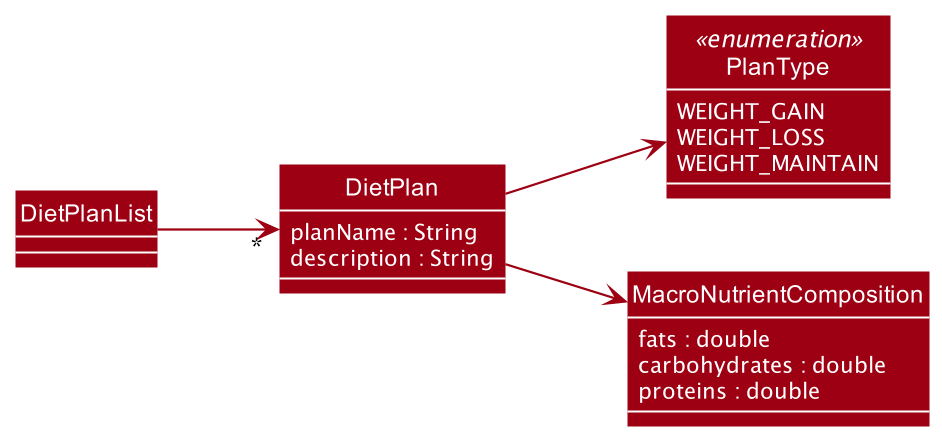 DietPlanList
*
DietPlan
planName : String
description : String
«enumeration»
PlanType
WEIGHT_GAIN
WEIGHT_LOSS
WEIGHT_MAINTAIN
MacroNutrientComposition
fats : double
carbohydrates : double
proteins : double